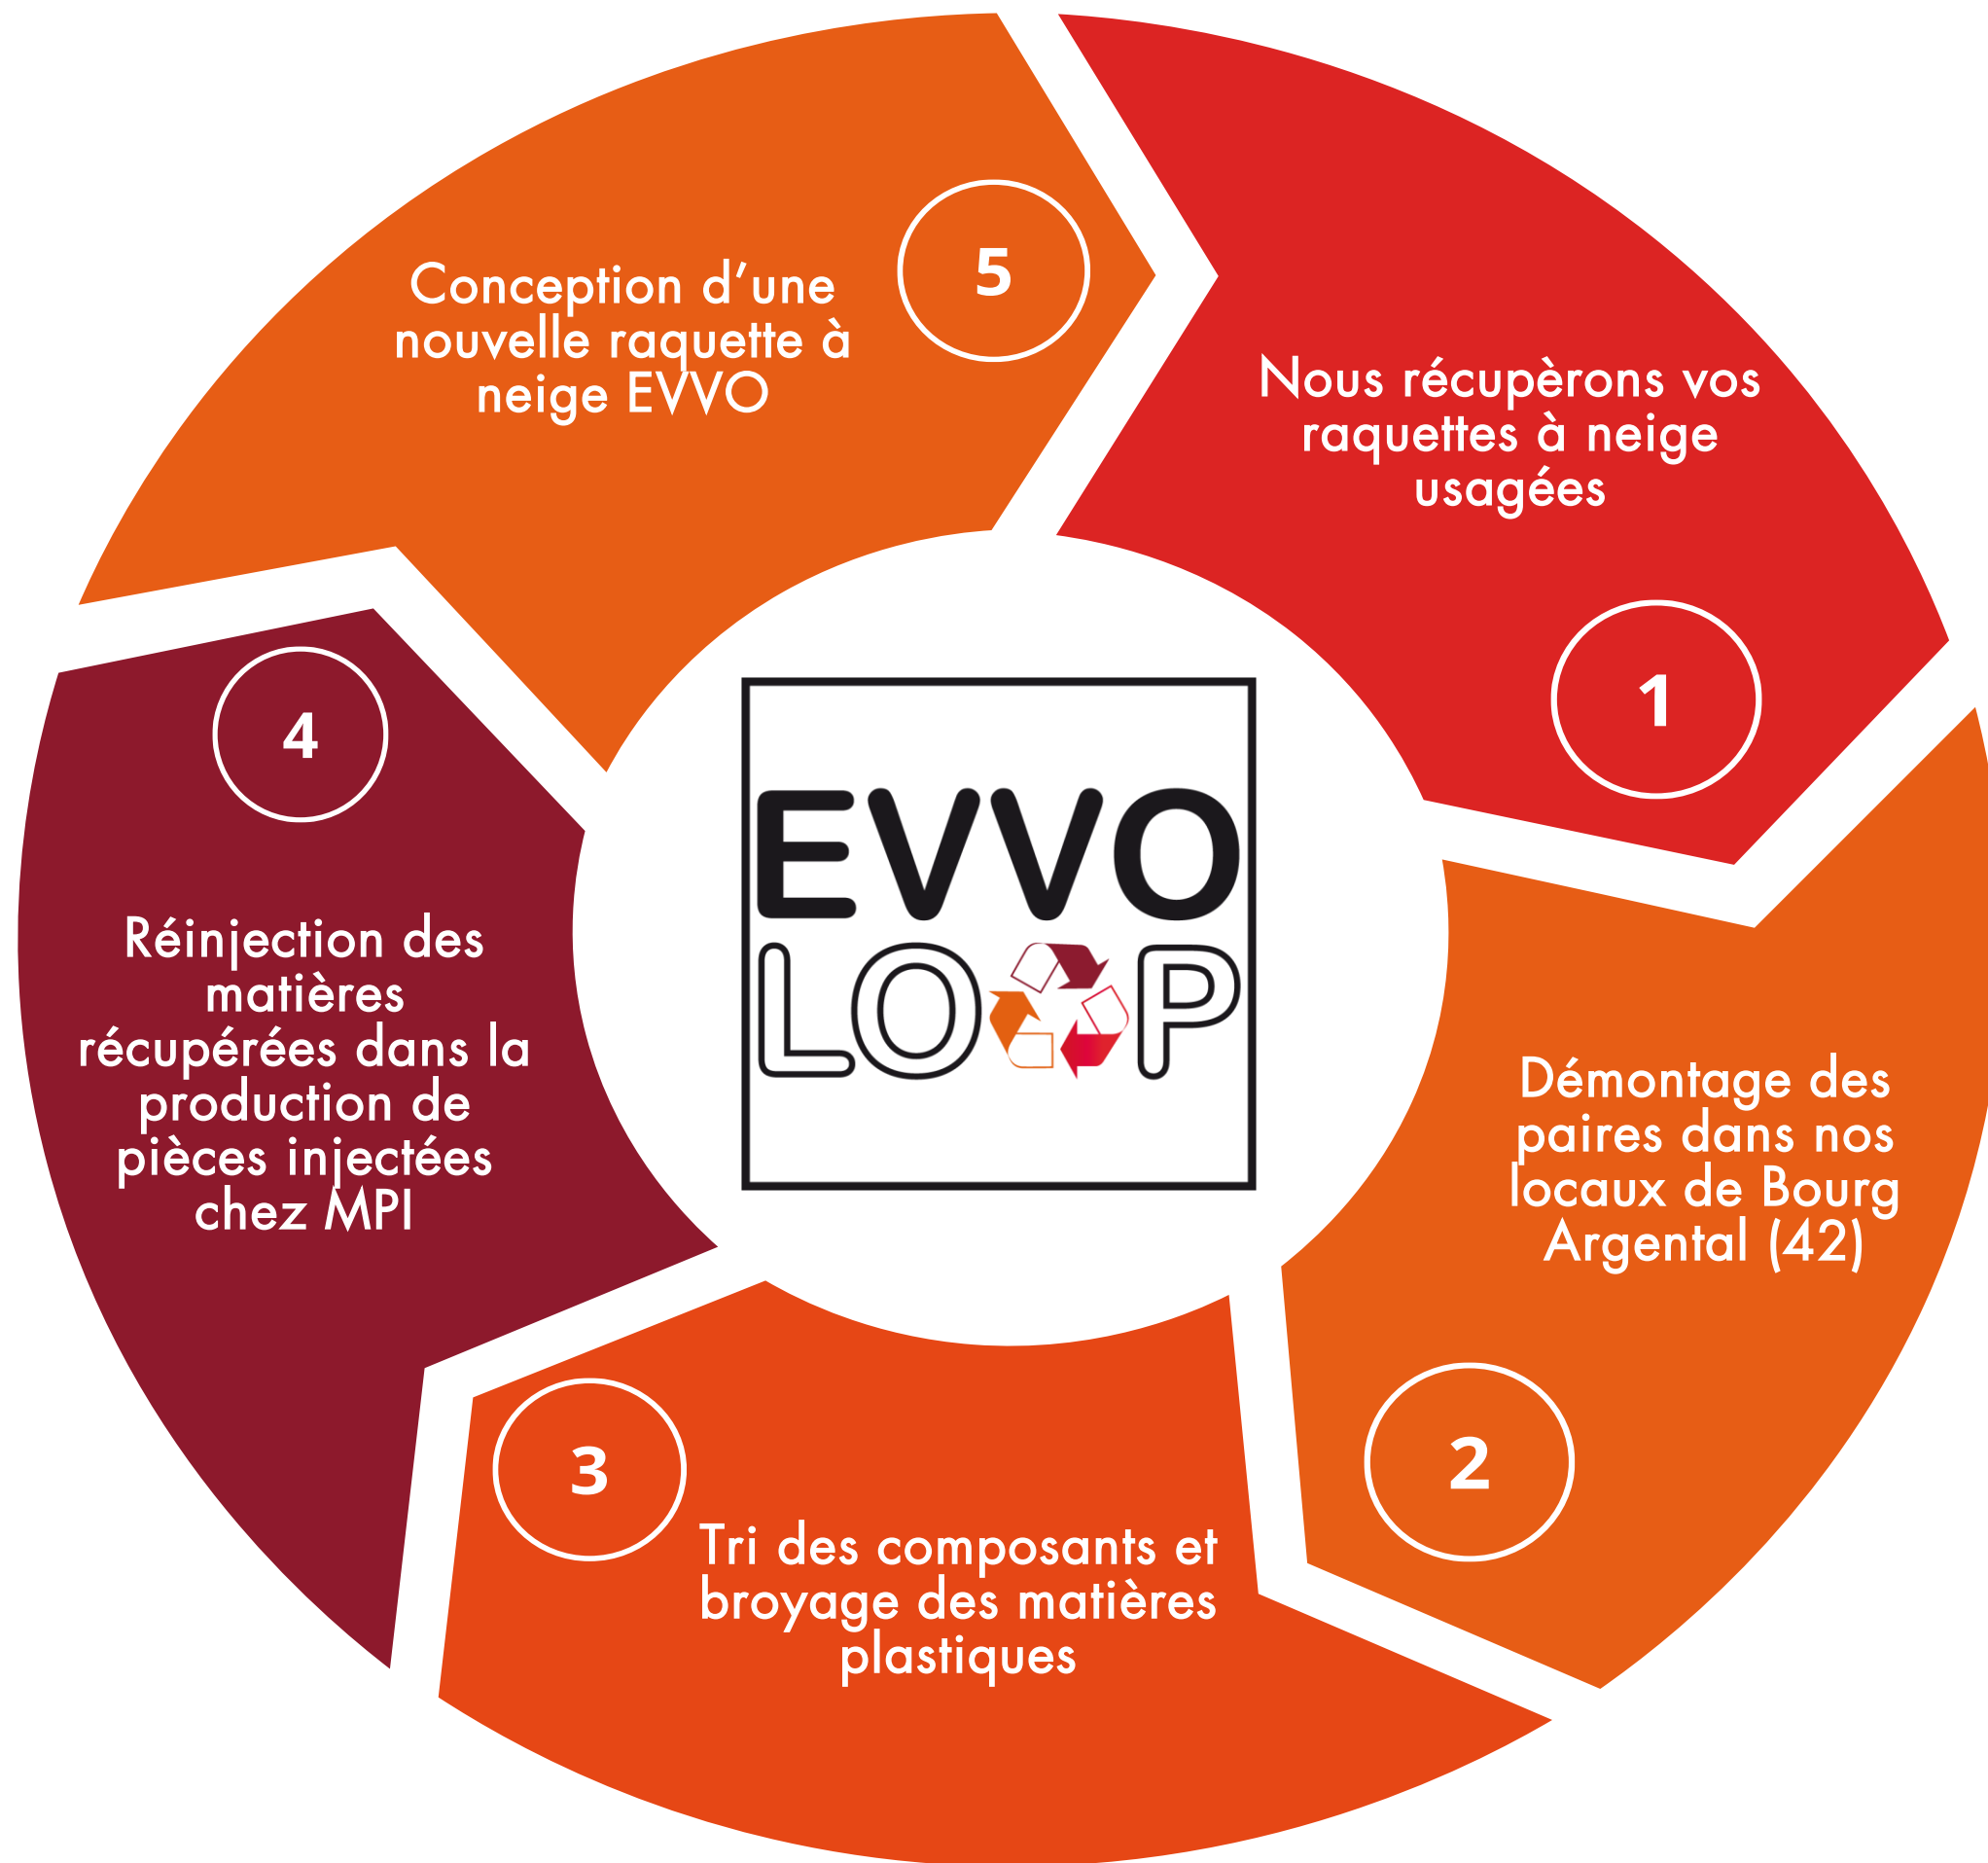 5
Conception d'une
nouvelle raquette à
neige EVVO
Nous récupérons vos
raquettes à neige
usagées
1
4
EVVO
LOOP
Réinjection des
matières
récupérées dans la
production de
pièces injectées
chez MPI
Démontage des
paires dans nos
locaux de Bourg
Argental (42)
2
3
Tri des composants et
broyage des matières
plastiques